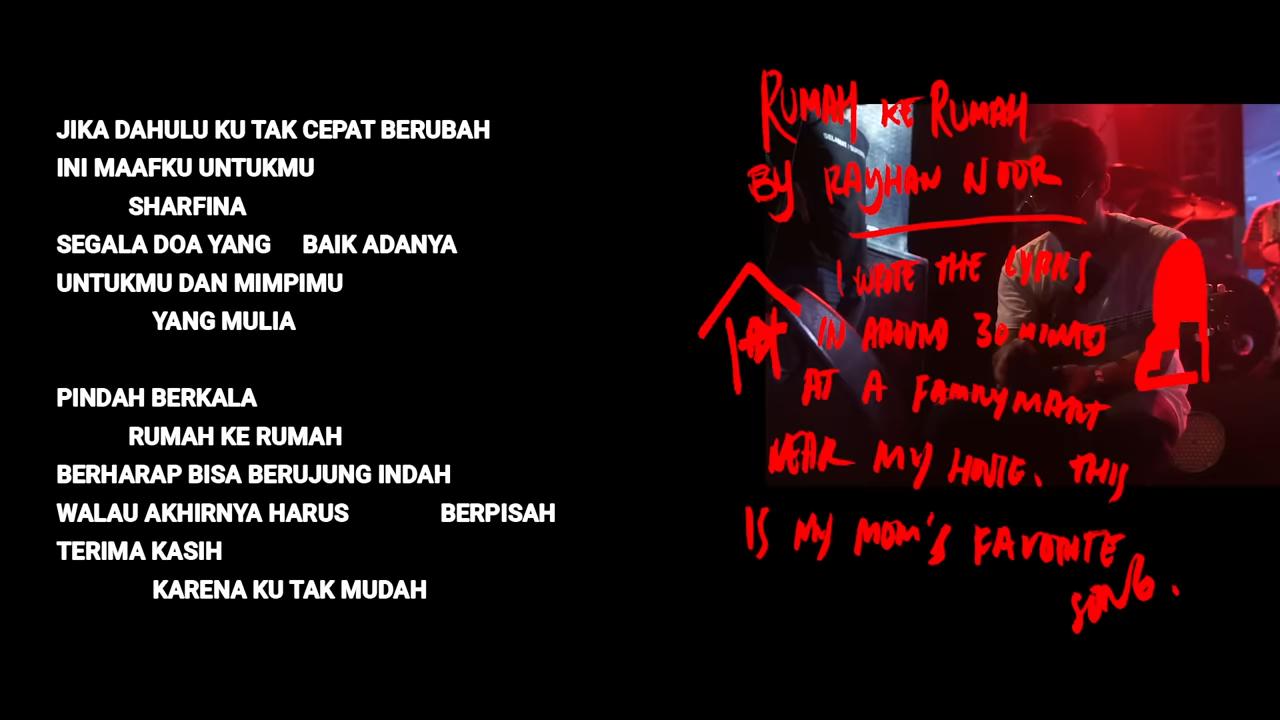 JIKA DAHULU KU TAK CEPAT BERUBAH
INI MAAFKU UNTUKMU
SHARFINA
SEGALA DOA YANG BAIK ADANYA
UNTUKMU DAN MIMPIMU
YANG MULIA
PINDAH BERKALA
RUMAH KE RUMAH
BERHARAP BISA BERUJUNG INDAH
WALAU AKHIRNYA HARUS BERPISAH
TERIMA KASIH
KARENA KU TAK MUDAH
RUMAH KE RUMAH
BY RAYHAN NOOR
I WROTE THE LYRICS
IN AROUND 30 MINUTES
AT A FAMILYMART
NEAR MY HOUSE. THIS
IS MY MOM'S FAVORITE
SONG.